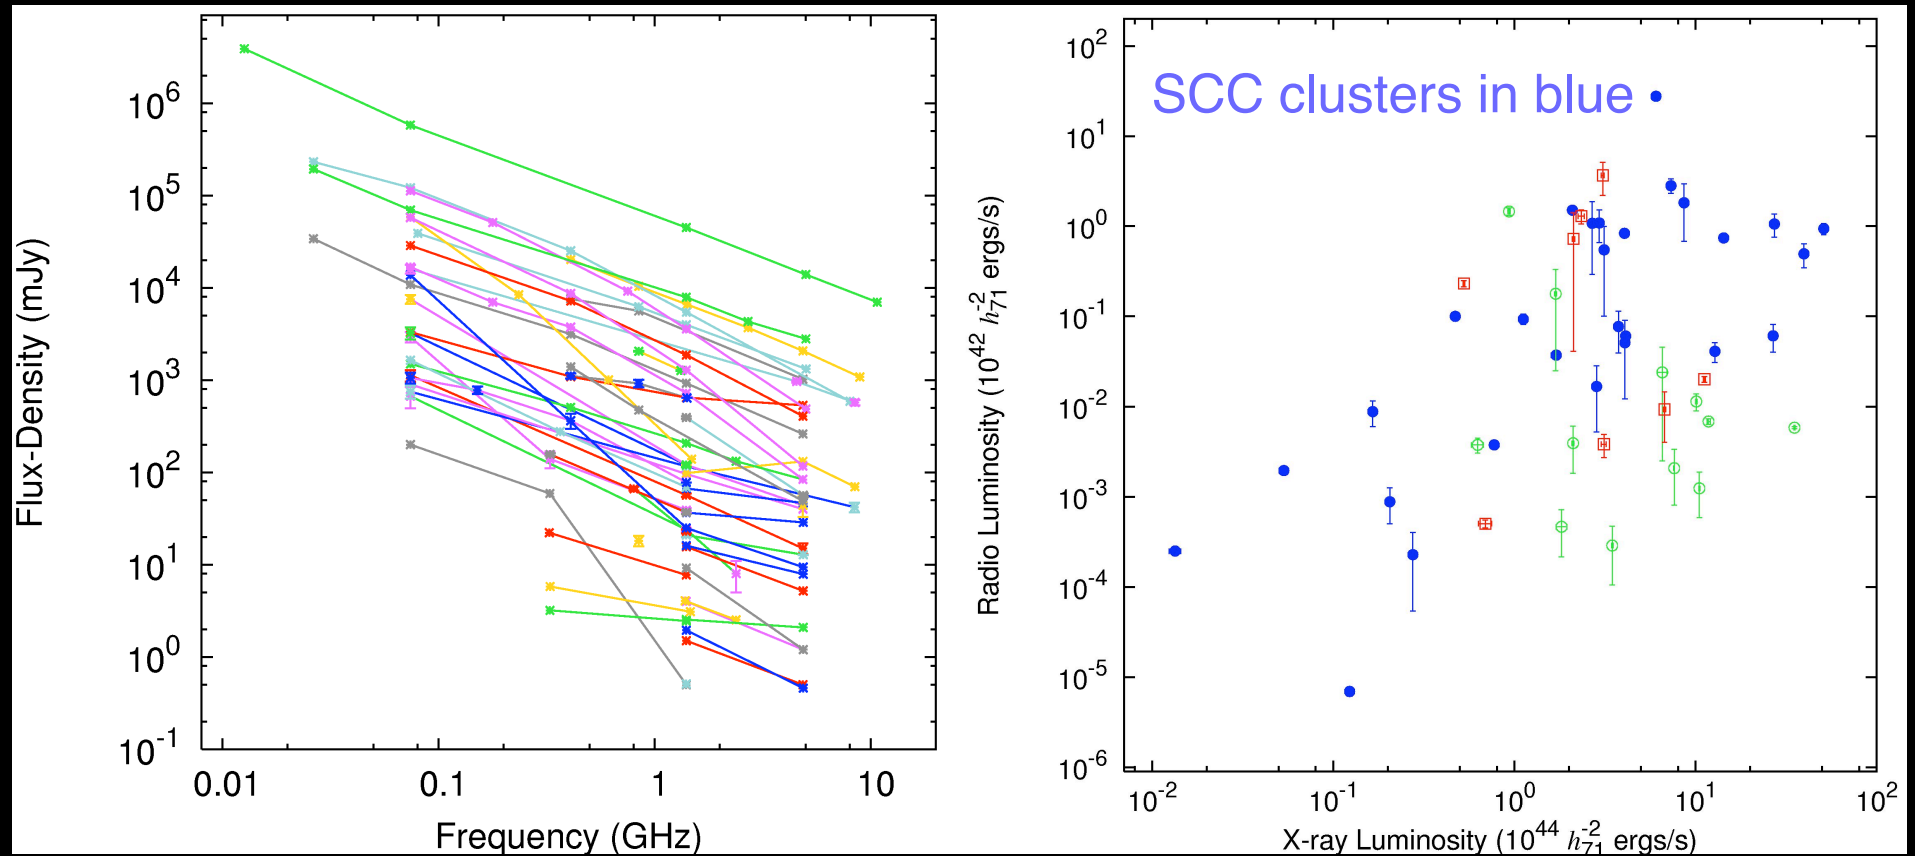 10^6
10^5
10^4
10^3
10^2
10^1
10^0
10^-1
0.01 0.1 1 10
Flux-Density (mJy)
Frequency (GHz)
SCC clusters in blue
10^2
10^1
10^0
10^-1
10^-2
10^-3
10^-4
10^-5
10^-6
10^-2 10^-1 10^0 10^1 10^2
Radio Luminosity (10^42 h_71^-2 ergs/s)
X-ray Luminosity (10^44 h_71^-2 ergs/s)